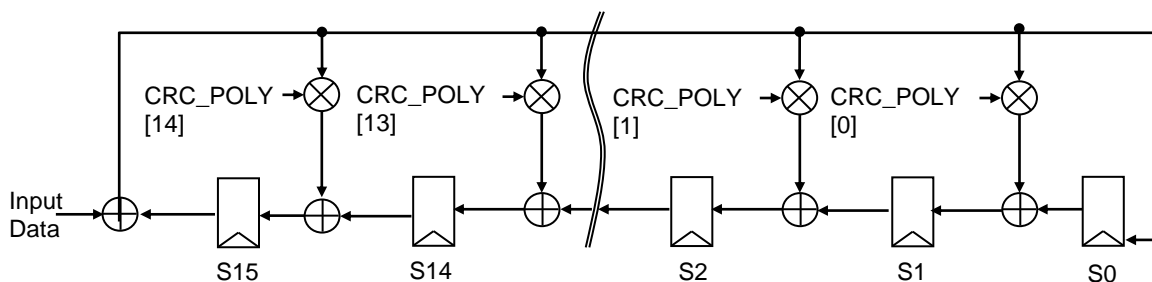 CRC_POLY
[14]
CRC_POLY
[13]
CRC_POLY
[1]
CRC_POLY
[0]
Input
Data
S15
S14
S2
S1
S0